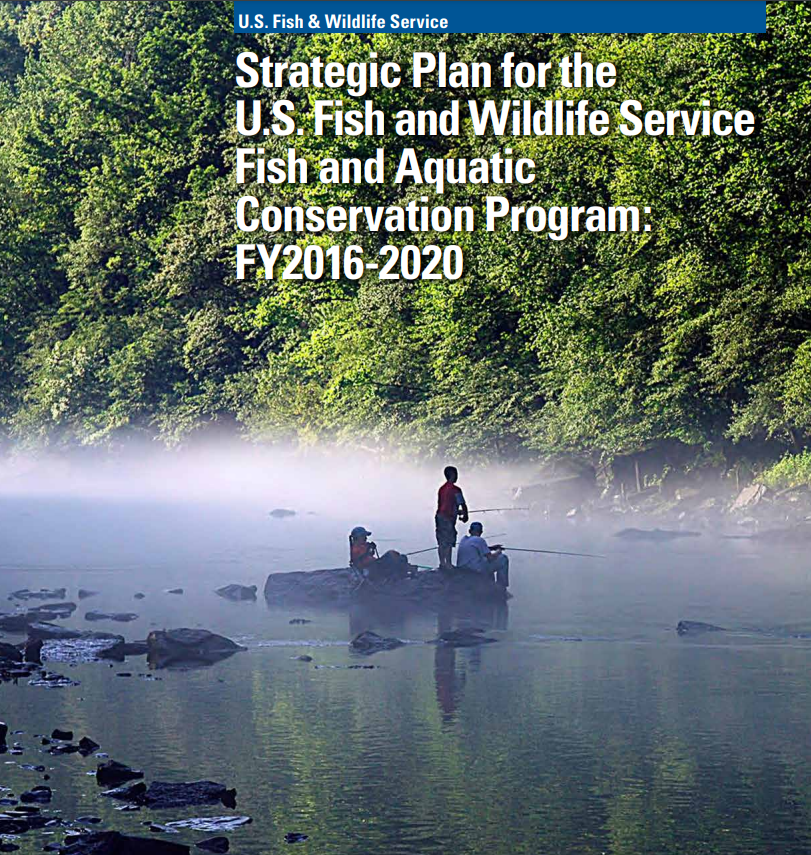 U.S. Fish & Wildlife Service
Strategic Plan for the
U.S. Fish and Wildlife Service
Fish and Aquatic
Conservation Program:
FY2016-2020